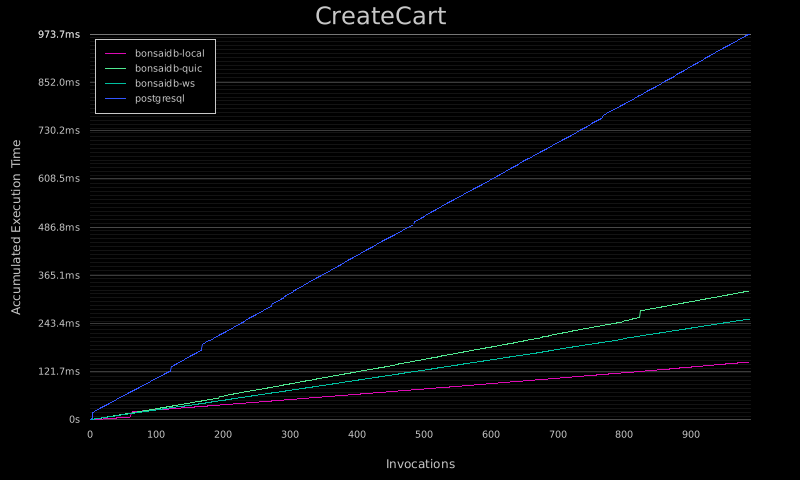 CreateCart
973.7ms
bonsaidb-local
bonsaidb-quic
bonsaidb-ws
postgresql
852.0ms
730.2ms
608.5ms
486.8ms
365.1ms
243.4ms
121.7ms
0s
Accumulated Execution Time
0 100 200 300 400 500 600 700 800 900
Invocations